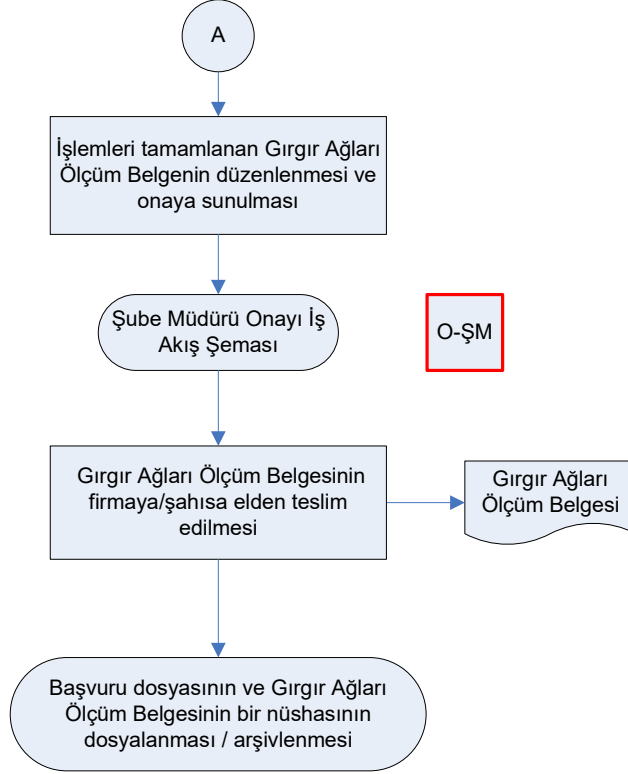 A
İşlemleri tamamlanan Gırgır Ağları
Ölçüm Belgenin düzenlenmesi ve
onaya sunulması
Şube Müdürü Onayı İş
Akış Şeması
O-ŞM
Gırgır Ağları Ölçüm Belgesinin
firmaya/şahısa elden teslim
edilmesi
Gırgır Ağları
Ölçüm Belgesi
Başvuru dosyasının ve Gırgır Ağları
Ölçüm Belgesinin bir nüshasının
dosyalanması / arşivlenmesi